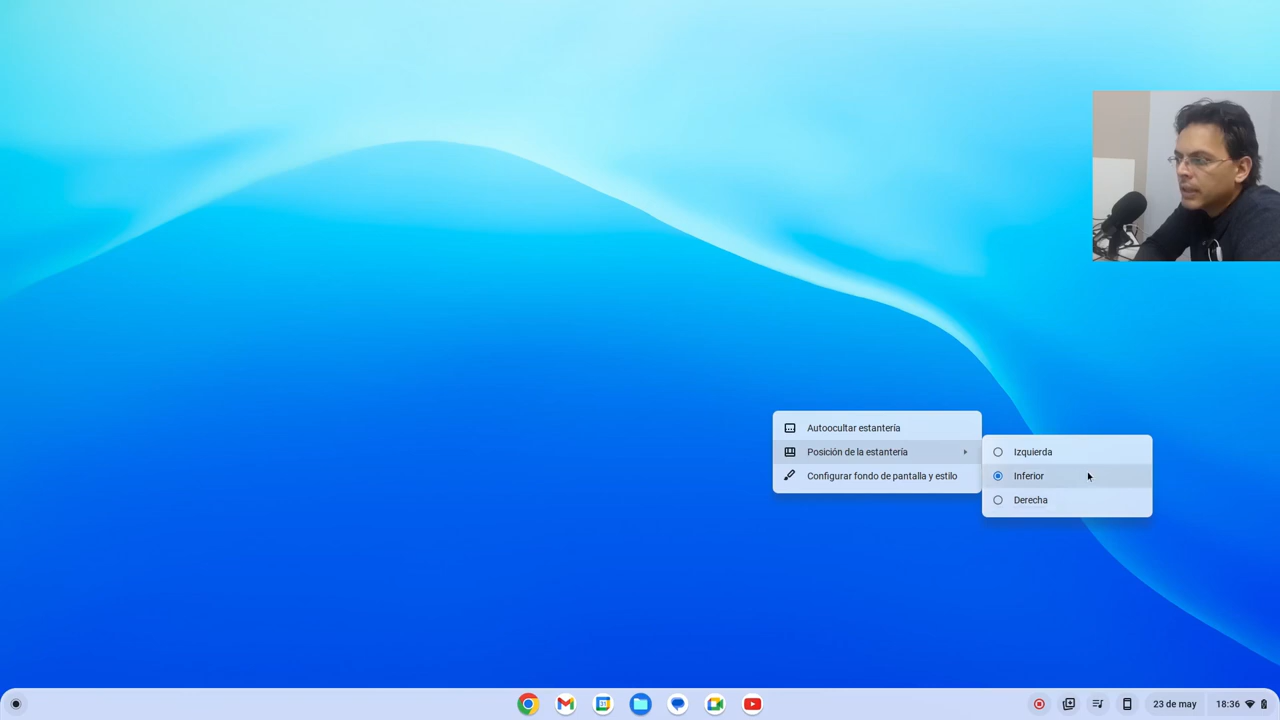 Autoocultar estantería
Posición de la estantería
Configurar fondo de pantalla y estilo
Izquierda
Inferior
Derecha
31
23 de may
18:36